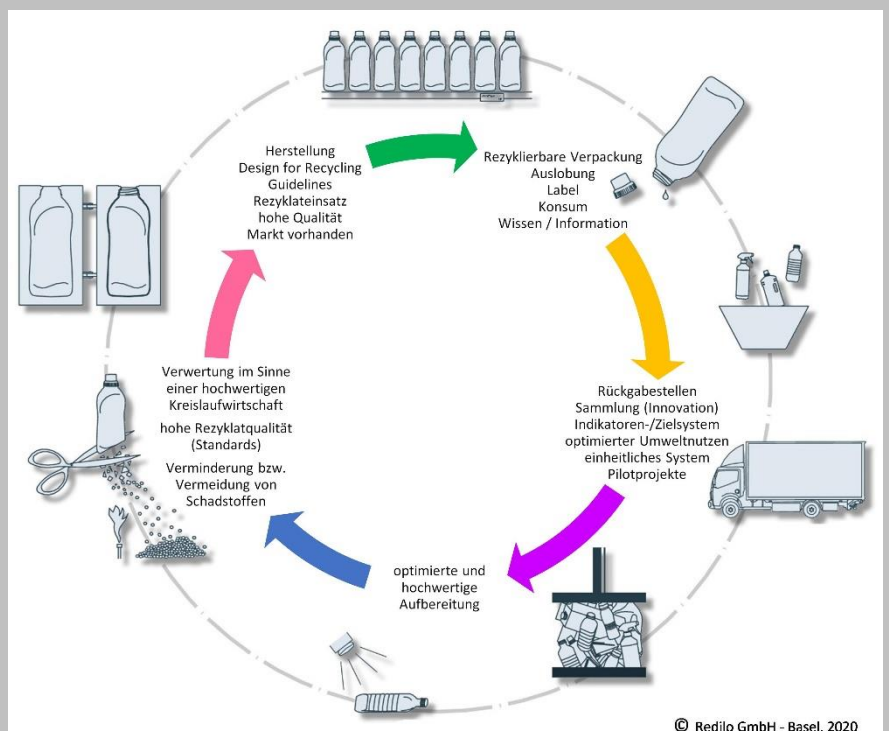 Herstellung
Design for Recycling
Guidelines
Rezyklateinsatz
hohe Qualität
Markt vorhanden
Rezyklierbare Verpackung
Auslobung
Label
Konsum
Wissen / Information
Rückgabestellen
Sammlung (Innovation)
Indikatoren-/Zielsystem
optimierter Umweltnutzen
einheitliches System
Pilotprojekte
optimierte und
hochwertige
Aufbereitung
Verwertung im Sinne
einer hochwertigen
Kreislaufwirtschaft
hohe Rezyklatqualität
(Standards)
Verminderung bzw.
Vermeidung von
Schadstoffen
© Redilo GmbH - Basel, 2020